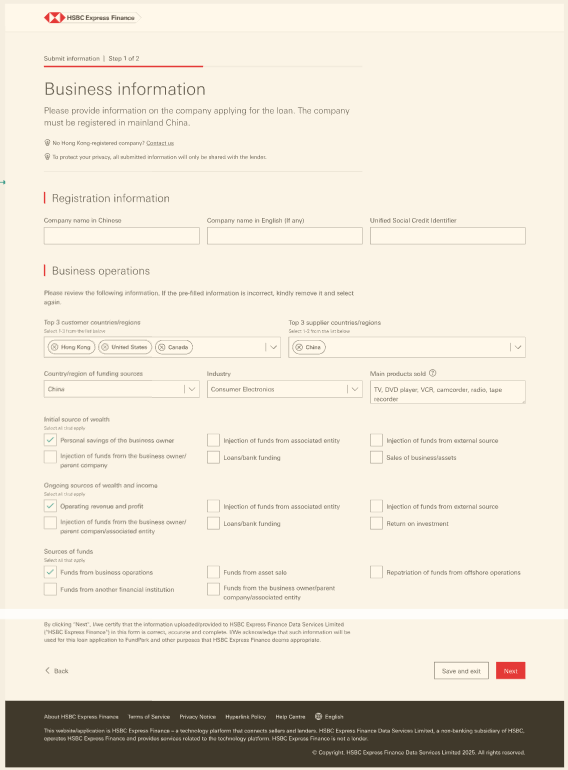 HSBC Express Finance
Submit information | Step 1 of 2
Business information
Please provide information on the company applying for the loan. The company
must be registered in mainland China.
No Hong Kong-registered company? Contact us
To protect your privacy, all submitted information will only be shared with the lender.
Registration information
Company name in Chinese
Company name in English (If any)
Unified Social Credit Identifier
Business operations
Please review the following information. If the pre-filled information is incorrect, kindly remove it and select
again.
Top 3 customer countries/regions
Select 1-3 from the list below
Hong Kong
United States
Canada
Top 3 supplier countries/regions
Select 1-3 from the list below
China
Country/region of funding sources
China
Industry
Consumer Electronics
Main products sold
TV, DVD player, VCR, camcorder, radio, tape
recorder
Initial source of wealth
Select all that apply
Personal savings of the business owner
Injection of funds from associated entity
Injection of funds from external source
Injection of funds from the business owner/
parent company
Loans/bank funding
Sales of business/assets
Ongoing sources of wealth and income
Select all that apply
Operating revenue and profit
Injection of funds from associated entity
Injection of funds from external source
Injection of funds from the business owner/
parent company/associated entity
Loans/bank funding
Return on investment
Sources of funds
Select all that apply
Funds from business operations
Funds from asset sale
Repatriation of funds from offshore operations
Funds from another financial institution
Funds from the business owner/parent
company/associated entity
By clicking "Next", I/we certify that the information uploaded/provided to HSBC Express Finance Data Services Limited
("HSBC Express Finance") in this form is correct, accurate and complete. I/We acknowledge that such information will be
used for this loan application to FundPark and other purposes that HSBC Express Finance deems appropriate.
Back
Save and exit
Next
About HSBC Express Finance
Terms of Service
Privacy Notice
Hyperlink Policy
Help Centre
English
This website/application is HSBC Express Finance – a technology platform that connects sellers and lenders. HSBC Express Finance Data Services Limited, a non-banking subsidiary of HSBC,
operates HSBC Express Finance and provides services related to the technology platform. HSBC Express Finance is not a lender.
© Copyright. HSBC Express Finance Data Services Limited 2025. All rights reserved.